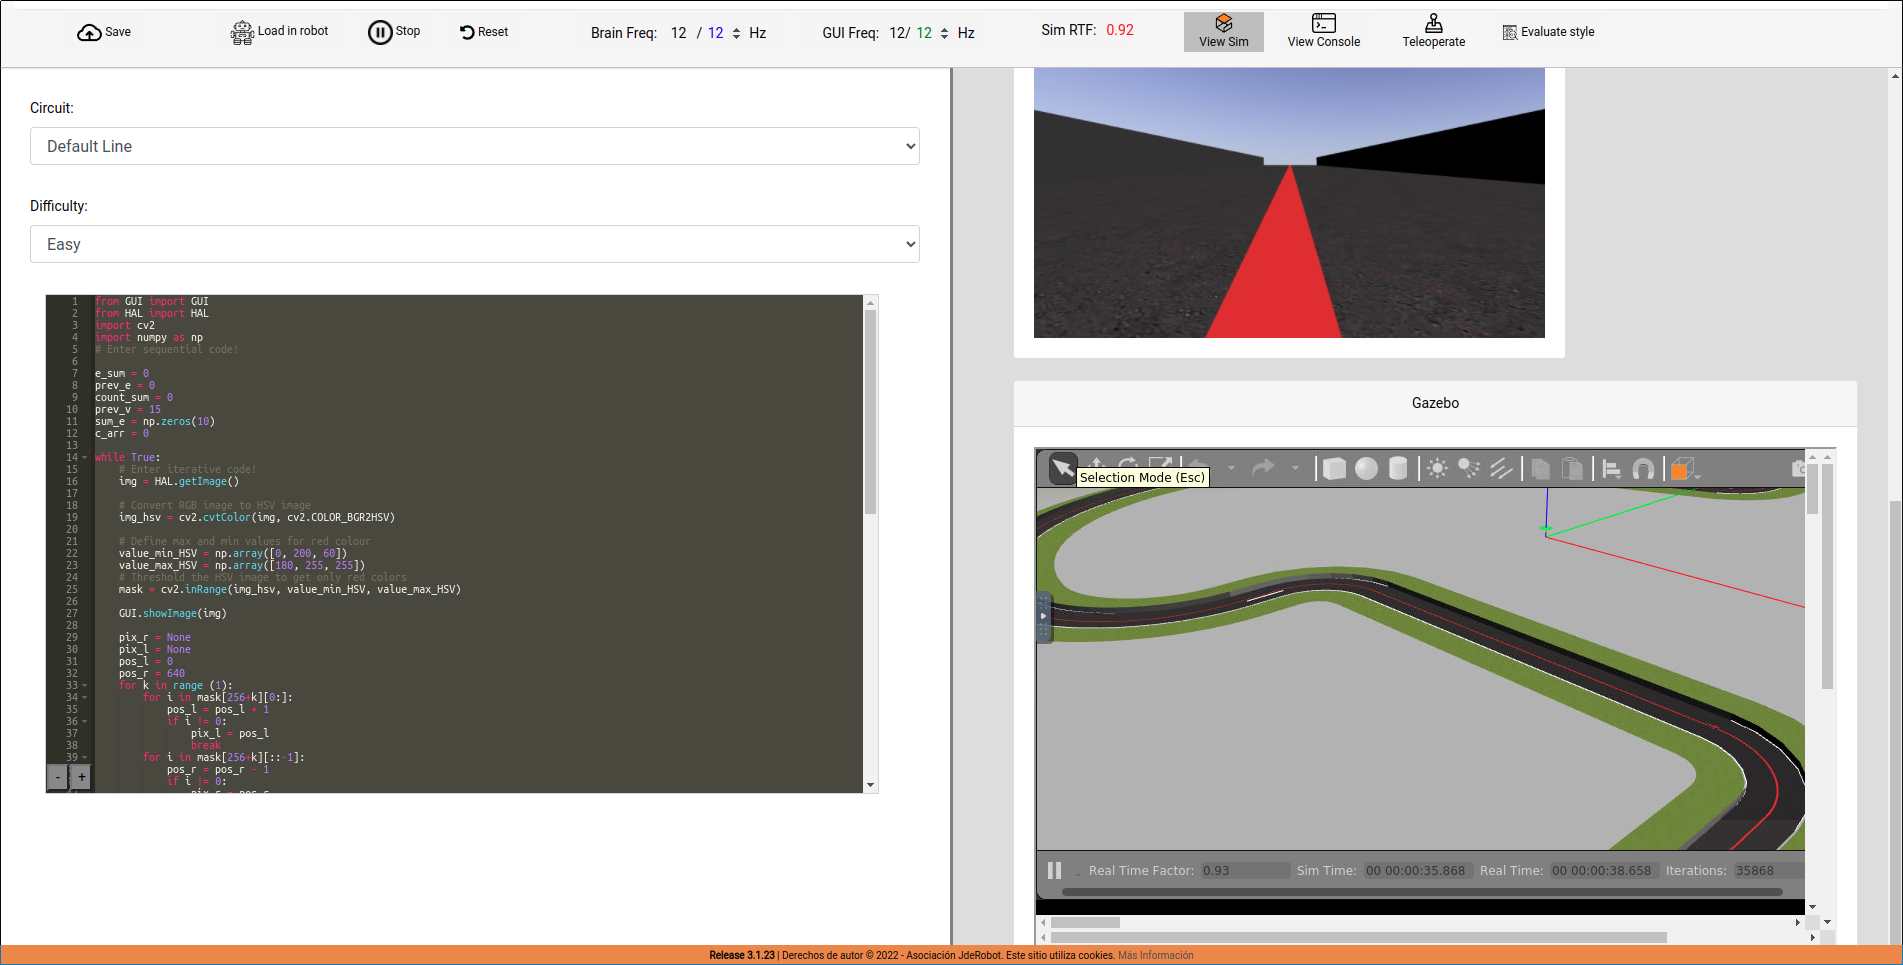 Save
Load in robot
Stop
Reset
Brain Freq: 12 / 12 Hz
GUI Freq: 12/ 12 Hz
Sim RTF: 0.92
View Sim
View Console
Teleoperate
Evaluate style
Circuit:
Default Line
Difficulty:
Easy
1 from GUI import GUI
2 from HAL import HAL
3 import cv2
4 import numpy as np
5 # Enter sequential code!
6
7 e_sum = 0
8 prev_e = 0
9 count_sum = 0
10 prev_v = 15
11 sum_e = np.zeros(10)
12 c_arr = 0
13
14 while True:
15 # Enter iterative code!
16 img = HAL.getImage()
17
18 # Convert RGB image to HSV image
19 img_hsv = cv2.cvtColor(img, cv2.COLOR_BGR2HSV)
20
21 # Define max and min values for red colour
22 value_min_HSV = np.array([0, 200, 60])
23 value_max_HSV = np.array([180, 255, 255])
24 # Threshold the HSV image to get only red colors
25 mask = cv2.inRange(img_hsv, value_min_HSV, value_max_HSV)
26
27 GUI.showImage(img)
28
29 pix_r = None
30 pix_l = None
31 pos_l = 0
32 pos_r = 640
33 for k in range (1):
34 for i in mask[256+k][0:]:
35 pos_l = pos_l + 1
36 if i != 0:
37 pix_l = pos_l
38 break
39 for i in mask[256+k][::-1]:
pos_r = pos_r - 1
if i != 0:
- +
Gazebo
Selection Mode (Esc)
Real Time Factor: 0.93 Sim Time: 00 00:00:35.868 Real Time: 00 00:00:38.658 Iterations: 35868
Release 3.1.23 | Derechos de autor © 2022 - Asociación JdeRobot. Este sitio utiliza cookies. Más Información